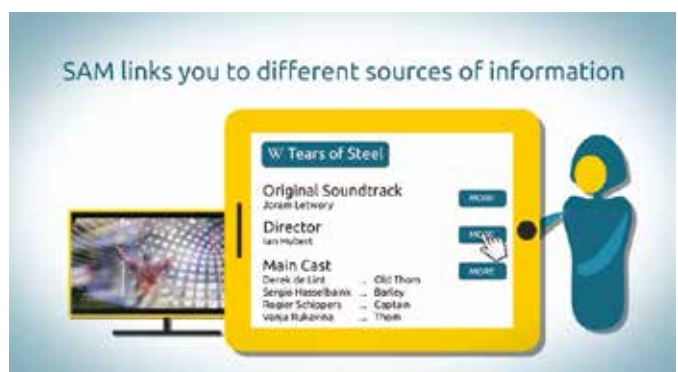 SAM links you to different sources of information
W Tears of Steel
Original Soundtrack
Joram Letwory
MORE
Director
Ian Hubert
MORE
Main Cast
MORE
Derek de Lint ... Old Thom
Sergio Hasselbaink ... Barley
Rogier Schippers ... Captain
Vanja Rukavina ... Thom